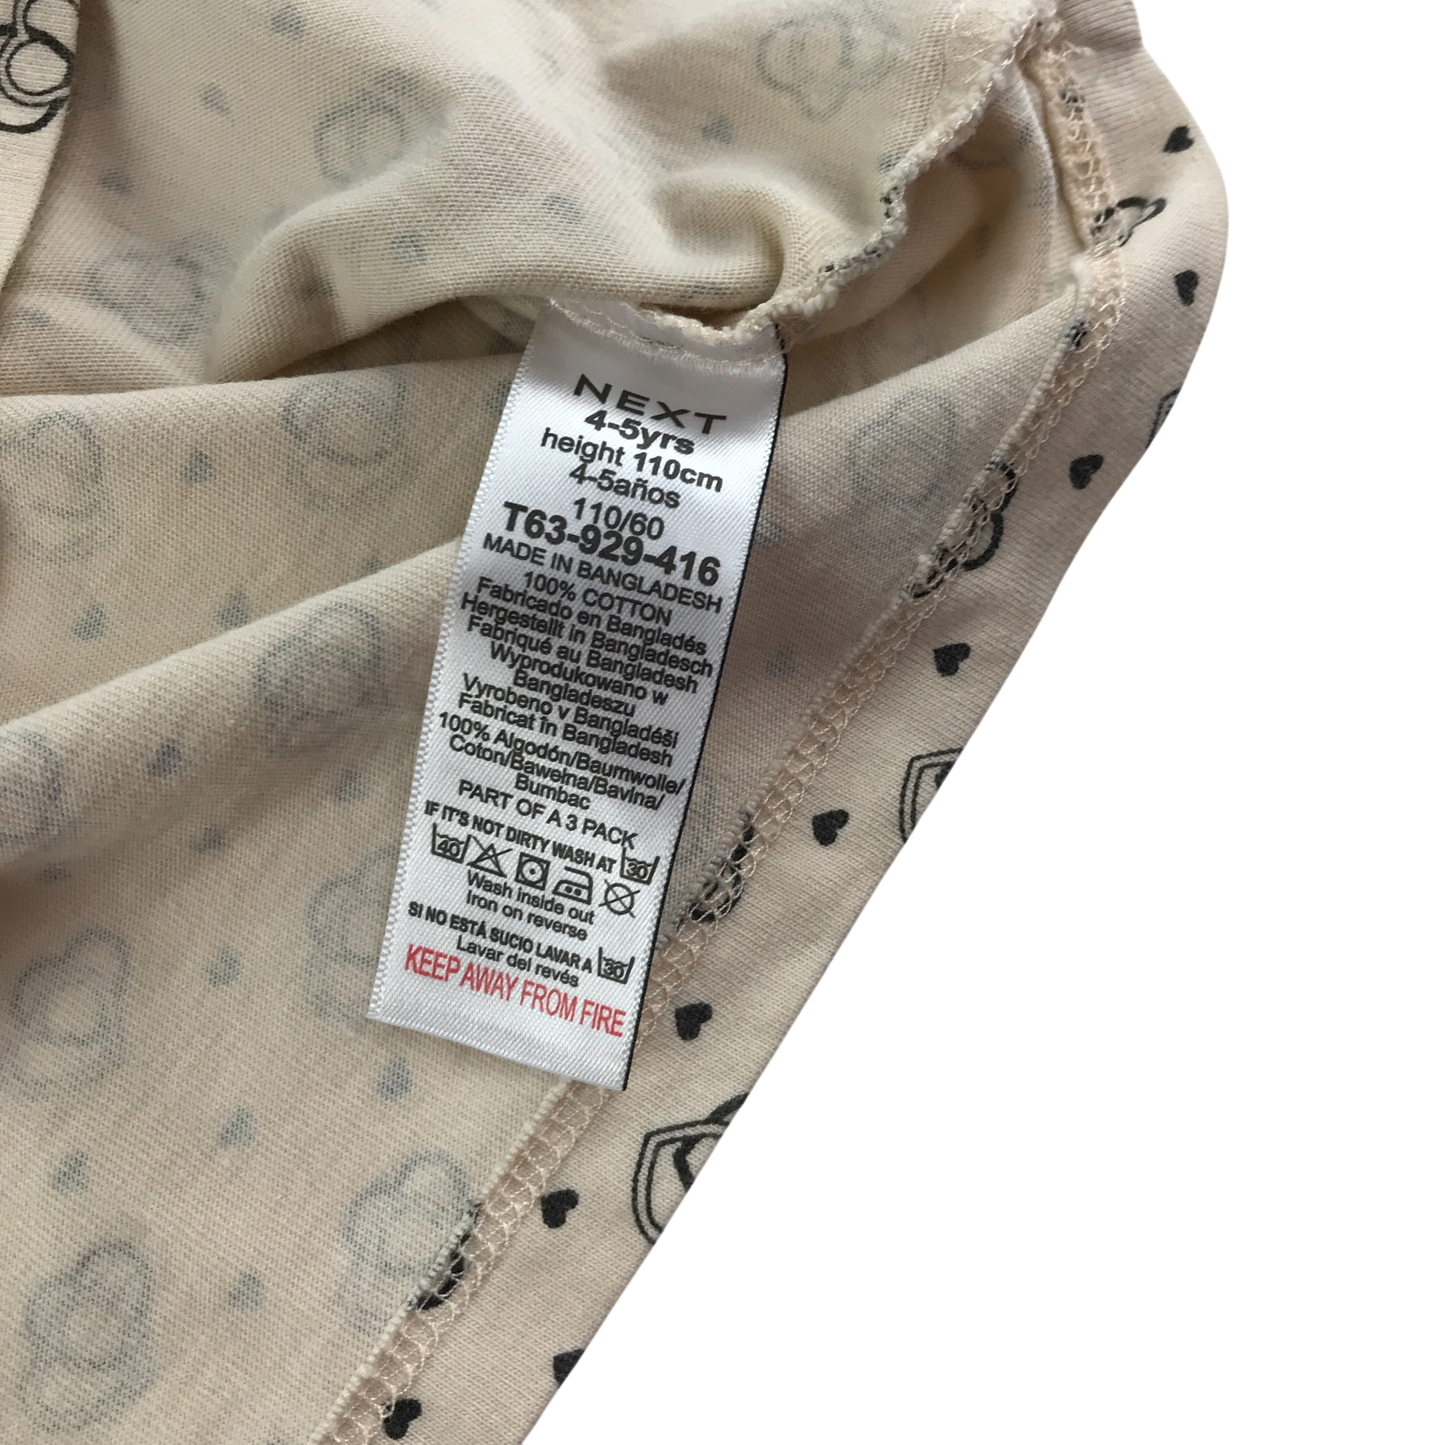 NEXT
4-5yrs
height 110cm
4-5años
110/60
T63-929-416
MADE IN BANGLADESH
100% COTTON
Fabricado en Bangladés
Hergestellt in Bangladesch
Fabriqué au Bangladesh
Wyprodukowano w
Bangladeszu
Vyrobeno v Bangladéši
Fabricat în Bangladesh
100% Algodón/Baumwolle/
Coton/Bawełna/Bavlna/
Bumbac
PART OF A 3 PACK
IF IT'S NOT DIRTY WASH AT 30
40
Wash inside out
Iron on reverse
SI NO ESTÁ SUCIO LAVAR A 30
Lavar del revés
KEEP AWAY FROM FIRE